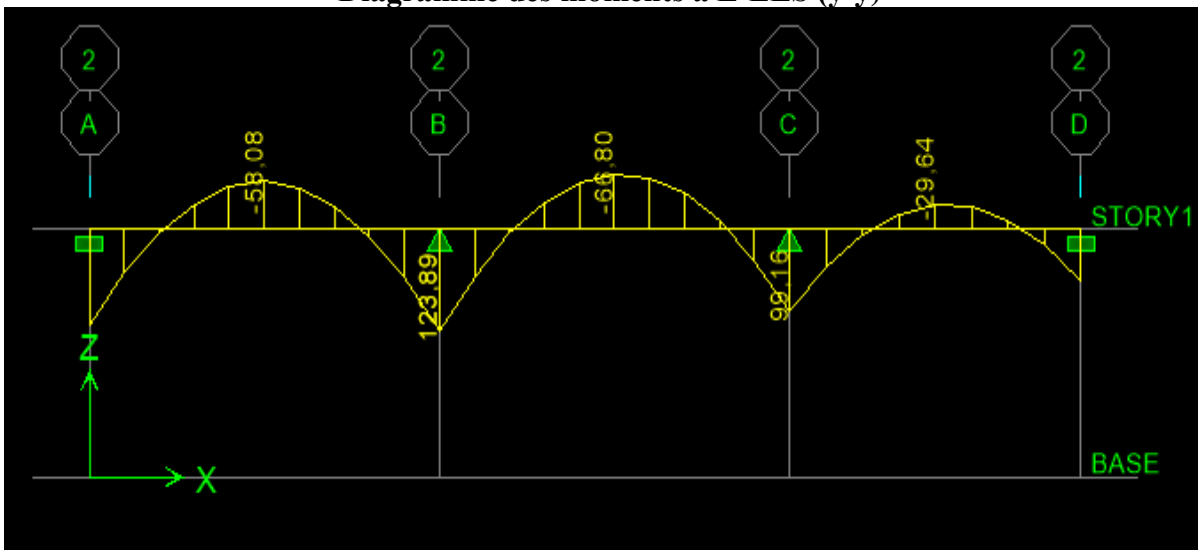 Diagramme des moments à L'ELS (y-y)
2 2 2 2
A B C D
-58,08 -66,80 -29,64
STORY1
123,89 99,16
Z
X
BASE